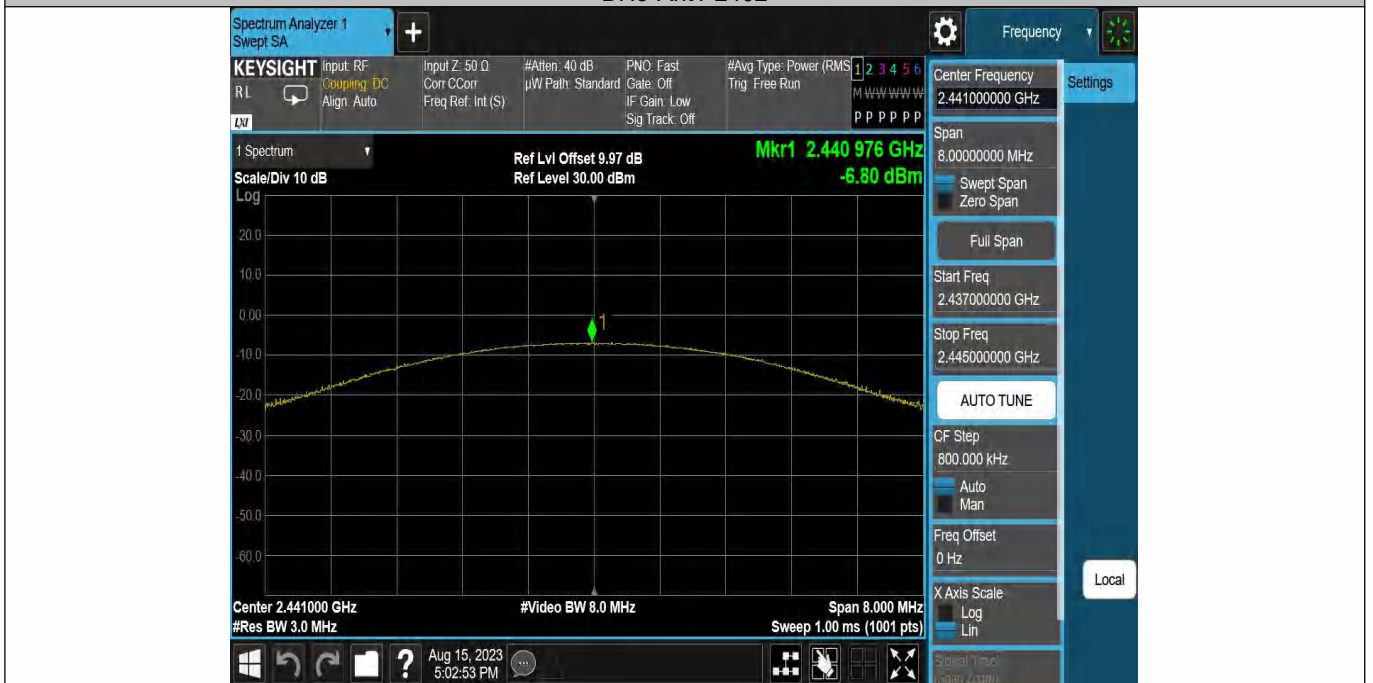 Spectrum Analyzer 1
Swept SA
+
Frequency
KEYSIGHT
RL
LXI
Input: RF
Coupling: DC
Align: Auto
Input Z: 50 Ω
Corr CCorr
Freq Ref: Int (S)
#Atten: 40 dB
µW Path: Standard
PNO: Fast
Gate: Off
IF Gain: Low
Sig Track: Off
#Avg Type: Power (RMS
Trig: Free Run
1 2 3 4 5 6
M W W W W W
P P P P P P
Center Frequency
2.441000000 GHz
Settings
Span
8.00000000 MHz
Swept Span
Zero Span
Full Span
Start Freq
2.437000000 GHz
Stop Freq
2.445000000 GHz
AUTO TUNE
CF Step
800.000 kHz
Auto
Man
Freq Offset
0 Hz
X Axis Scale
Log
Lin
Signal Track
(Span Zoom)
Local
1 Spectrum
Scale/Div 10 dB
Log
Ref Lvl Offset 9.97 dB
Ref Level 30.00 dBm
Mkr1 2.440 976 GHz
-6.80 dBm
20.0
10.0
0.00
-10.0
-20.0
-30.0
-40.0
-50.0
-60.0
1
Center 2.441000 GHz
#Res BW 3.0 MHz
#Video BW 8.0 MHz
Span 8.000 MHz
Sweep 1.00 ms (1001 pts)
?
Aug 15, 2023
5:02:53 PM